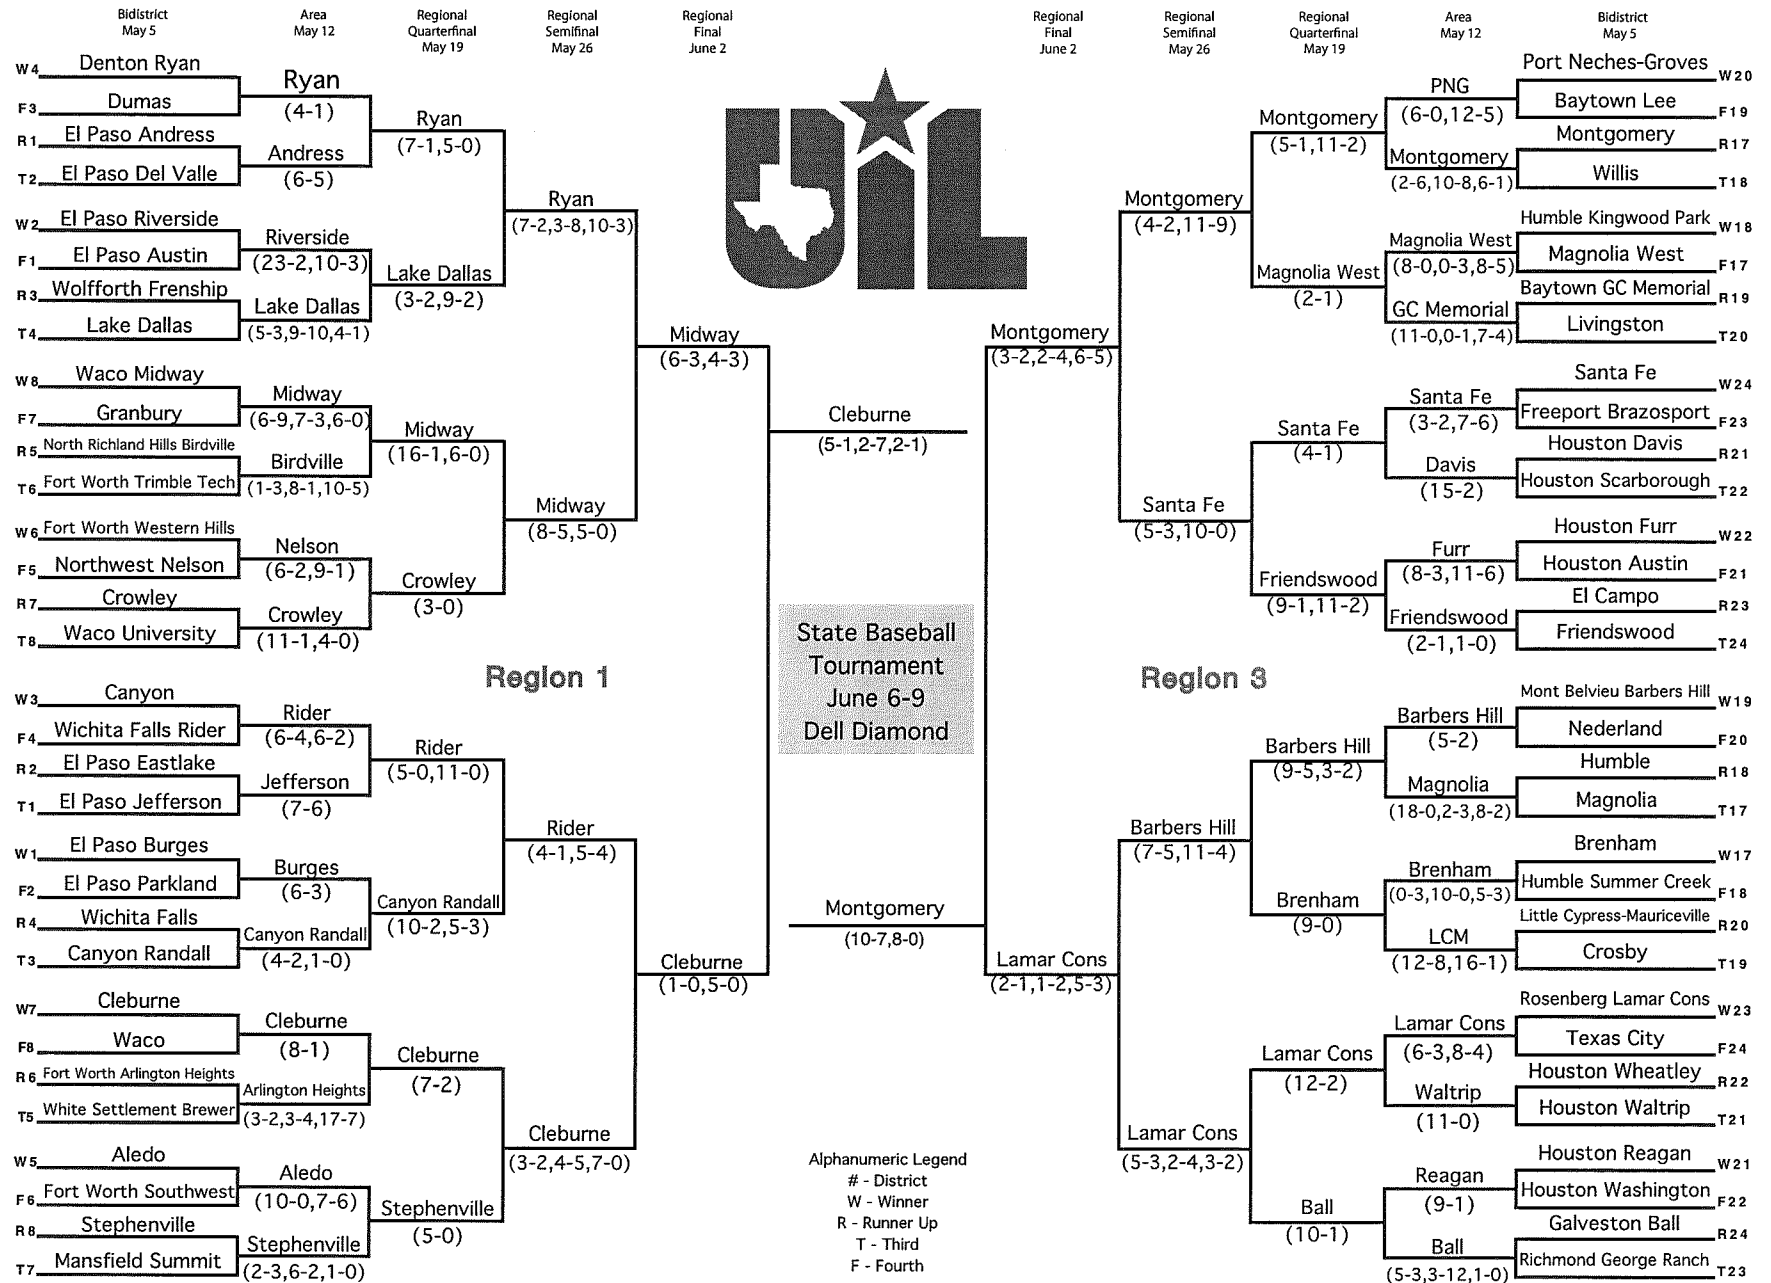 Bidistrict
May 5
Area
May 12
Regional
Quarterfinal
May 19
Regional
Semifinal
May 26
Regional
Final
June 2
Regional
Final
June 2
Regional
Semifinal
May 26
Regional
Quarterfinal
May 19
Area
May 12
Bidistrict
May 5
W4 Denton Ryan
F3 Dumas
R1 El Paso Andress
T2 El Paso Del Valle
W2 El Paso Riverside
F1 El Paso Austin
R3 Wolfforth Frenship
T4 Lake Dallas
W8 Waco Midway
F7 Granbury
R5 North Richland Hills Birdville
T6 Fort Worth Trimble Tech
W6 Fort Worth Western Hills
F5 Northwest Nelson
R7 Crowley
T8 Waco University
W3 Canyon
F4 Wichita Falls Rider
R2 El Paso Eastlake
T1 El Paso Jefferson
W1 El Paso Burges
F2 El Paso Parkland
R4 Wichita Falls
T3 Canyon Randall
W7 Cleburne
F8 Waco
R6 Fort Worth Arlington Heights
T5 White Settlement Brewer
W5 Aledo
F6 Fort Worth Southwest
R8 Stephenville
T7 Mansfield Summit
Ryan
(4-1)
Andress
(6-5)
Riverside
(23-2,10-3)
Lake Dallas
(5-3,9-10,4-1)
Midway
(6-9,7-3,6-0)
Birdville
(1-3,8-1,10-5)
Nelson
(6-2,9-1)
Crowley
(11-1,4-0)
Rider
(6-4,6-2)
Jefferson
(7-6)
Burges
(6-3)
Canyon Randall
(4-2,1-0)
Cleburne
(8-1)
Arlington Heights
(3-2,3-4,17-7)
Aledo
(10-0,7-6)
Stephenville
(2-3,6-2,1-0)
Ryan
(7-1,5-0)
Lake Dallas
(3-2,9-2)
Midway
(16-1,6-0)
Crowley
(3-0)
Rider
(5-0,11-0)
Canyon Randall
(10-2,5-3)
Cleburne
(7-2)
Stephenville
(5-0)
Ryan
(7-2,3-8,10-3)
Midway
(8-5,5-0)
Region 1
Rider
(4-1,5-4)
Cleburne
(3-2,4-5,7-0)
Midway
(6-3,4-3)
Cleburne
(1-0,5-0)
UIL
Cleburne
(5-1,2-7,2-1)
State Baseball
Tournament
June 6-9
Dell Diamond
Montgomery
(10-7,8-0)
Alphanumeric Legend
# - District
W - Winner
R - Runner Up
T - Third
F - Fourth
Montgomery
(3-2,2-4,6-5)
Lamar Cons
(2-1,1-2,5-3)
Montgomery
(4-2,11-9)
Santa Fe
(5-3,10-0)
Region 3
Barbers Hill
(7-5,11-4)
Lamar Cons
(5-3,2-4,3-2)
Montgomery
(5-1,11-2)
Magnolia West
(2-1)
Santa Fe
(4-1)
Friendswood
(9-1,11-2)
Barbers Hill
(9-5,3-2)
Brenham
(9-0)
Lamar Cons
(12-2)
Ball
(10-1)
PNG
(6-0,12-5)
Montgomery
(2-6,10-8,6-1)
Magnolia West
(8-0,0-3,8-5)
GC Memorial
(11-0,0-1,7-4)
Santa Fe
(3-2,7-6)
Davis
(15-2)
Furr
(8-3,11-6)
Friendswood
(2-1,1-0)
Barbers Hill
(5-2)
Magnolia
(18-0,2-3,8-2)
Brenham
(0-3,10-0,5-3)
LCM
(12-8,16-1)
Lamar Cons
(6-3,8-4)
Waltrip
(11-0)
Reagan
(9-1)
Ball
(5-3,3-12,1-0)
Port Neches-Groves W20
Baytown Lee F19
Montgomery R17
Willis T18
Humble Kingwood Park W18
Magnolia West F17
Baytown GC Memorial R19
Livingston T20
Santa Fe W24
Freeport Brazosport F23
Houston Davis R21
Houston Scarborough T22
Houston Furr W22
Houston Austin F21
El Campo R23
Friendswood T24
Mont Belvieu Barbers Hill W19
Nederland F20
Humble R18
Magnolia T17
Brenham W17
Humble Summer Creek F18
Little Cypress-Mauriceville R20
Crosby T19
Rosenberg Lamar Cons W23
Texas City F24
Houston Wheatley R22
Houston Waltrip T21
Houston Reagan W21
Houston Washington F22
Galveston Ball R24
Richmond George Ranch T23